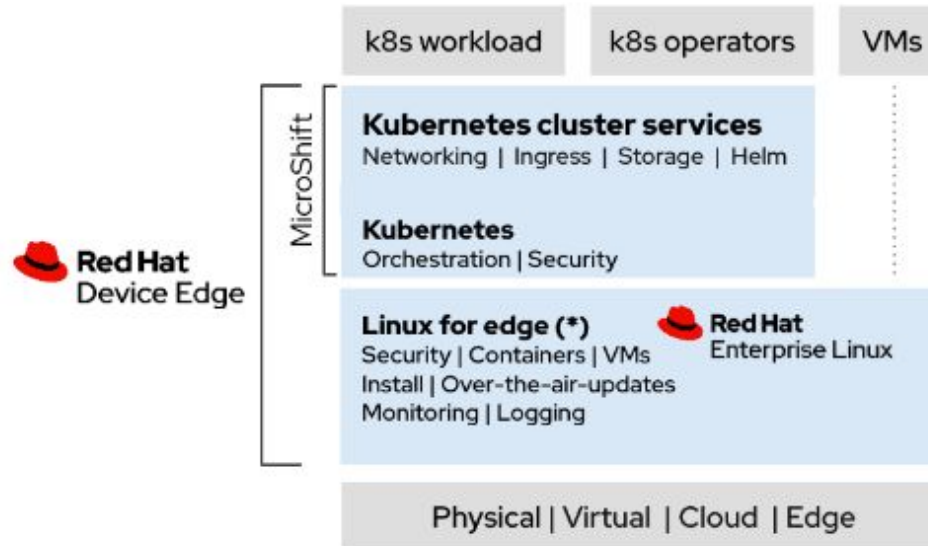 k8s workload
k8s operators
VMs
MicroShift
Kubernetes cluster services
Networking | Ingress | Storage | Helm
Kubernetes
Orchestration | Security
Red Hat
Device Edge
Linux for edge (*)
Security | Containers | VMs
Install | Over-the-air-updates
Monitoring | Logging
Red Hat
Enterprise Linux
Physical | Virtual | Cloud | Edge